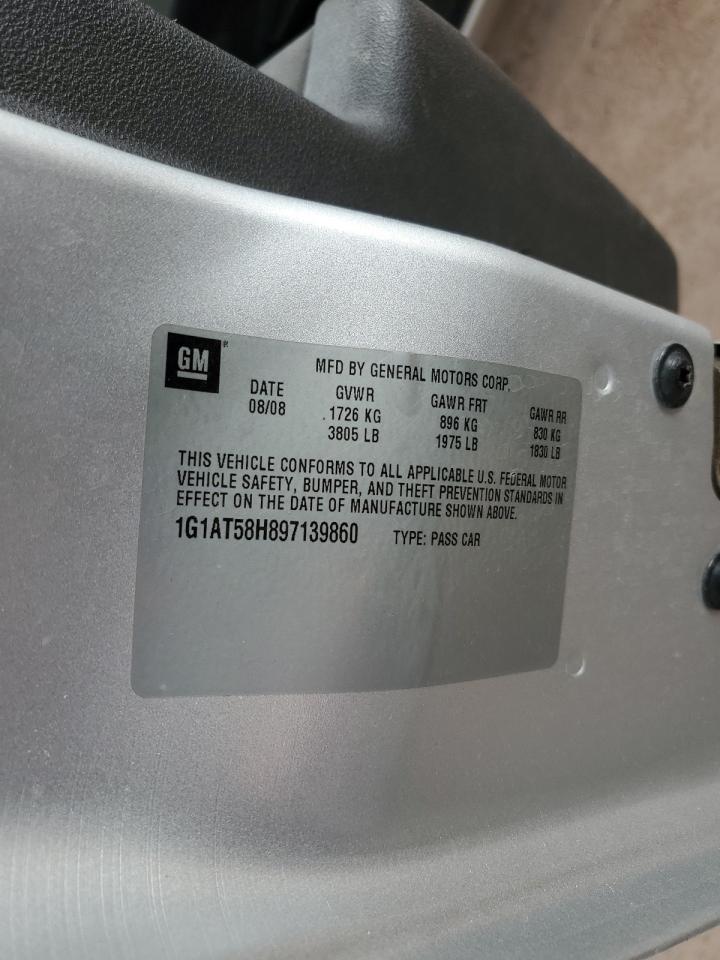 GM
MFD BY GENERAL MOTORS CORP.
DATE GVWR GAWR FRT GAWR RR
08/08 1726 KG 896 KG 830 KG
3805 LB 1975 LB 1830 LB
THIS VEHICLE CONFORMS TO ALL APPLICABLE U.S. FEDERAL MOTOR
VEHICLE SAFETY, BUMPER, AND THEFT PREVENTION STANDARDS IN
EFFECT ON THE DATE OF MANUFACTURE SHOWN ABOVE.
1G1AT58H897139860 TYPE: PASS CAR